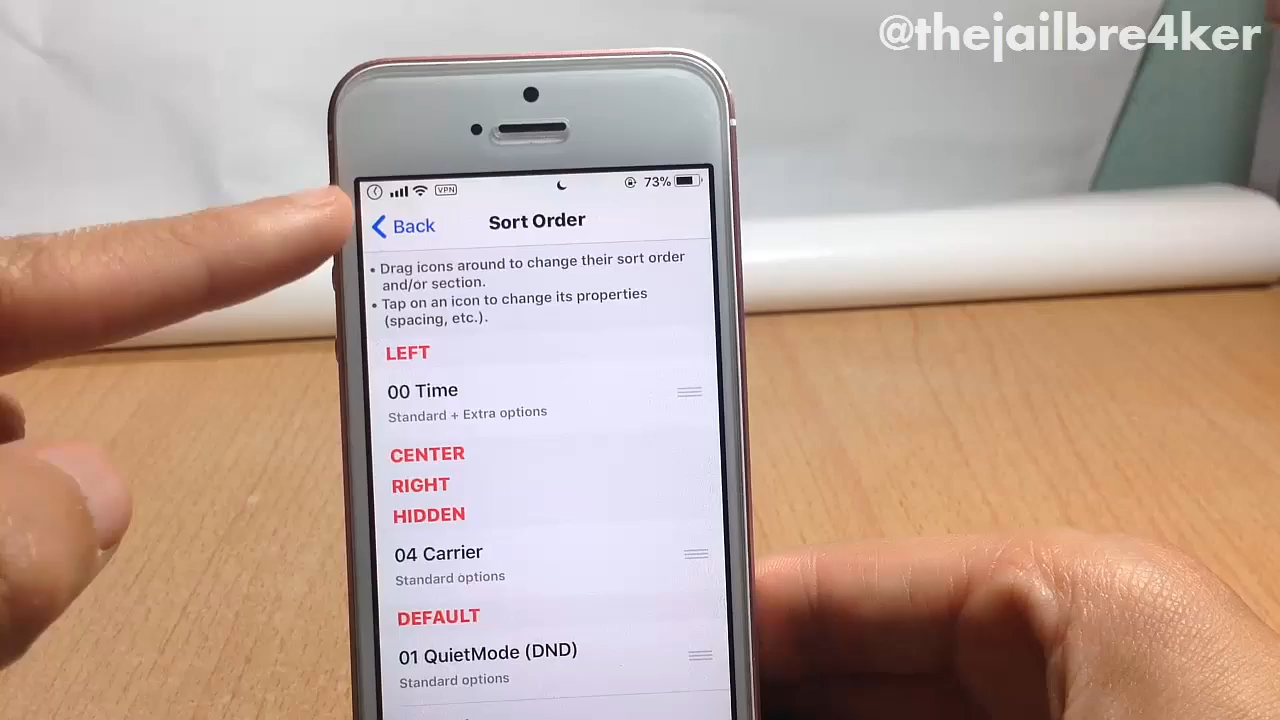 @thejailbre4ker
VPN
73%
Back
Sort Order
• Drag icons around to change their sort order
and/or section.
• Tap on an icon to change its properties
(spacing, etc.).
LEFT
00 Time
Standard + Extra options
CENTER
RIGHT
HIDDEN
04 Carrier
Standard options
DEFAULT
01 QuietMode (DND)
Standard options